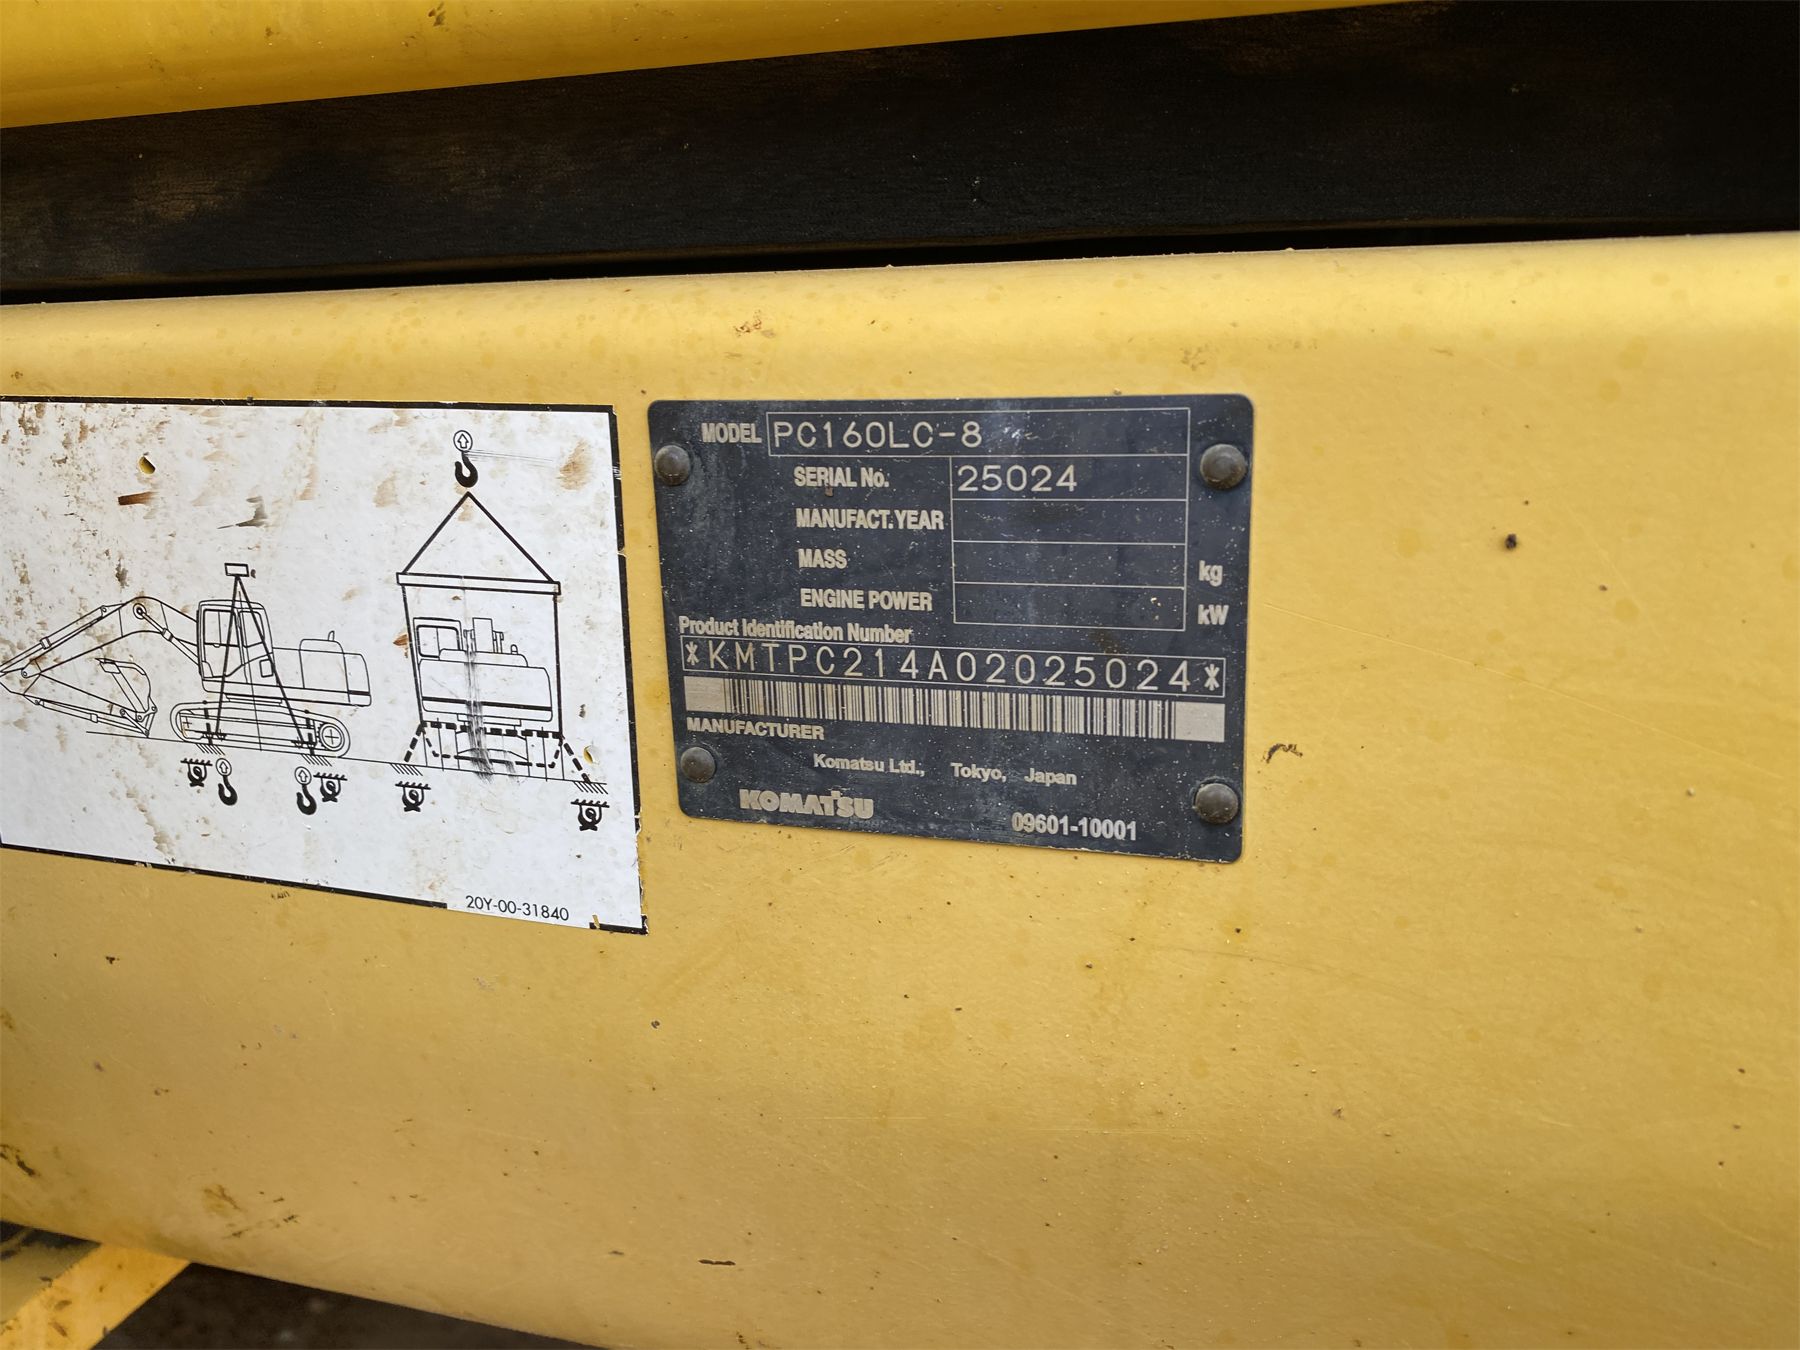 MODEL PC160LC-8
SERIAL No. 25024
MANUFACT.YEAR
MASS kg
ENGINE POWER kW
Product Identification Number
*KMTPC214A02025024*
MANUFACTURER
Komatsu Ltd., Tokyo, Japan
KOMATSU 09601-10001
20Y-00-31840